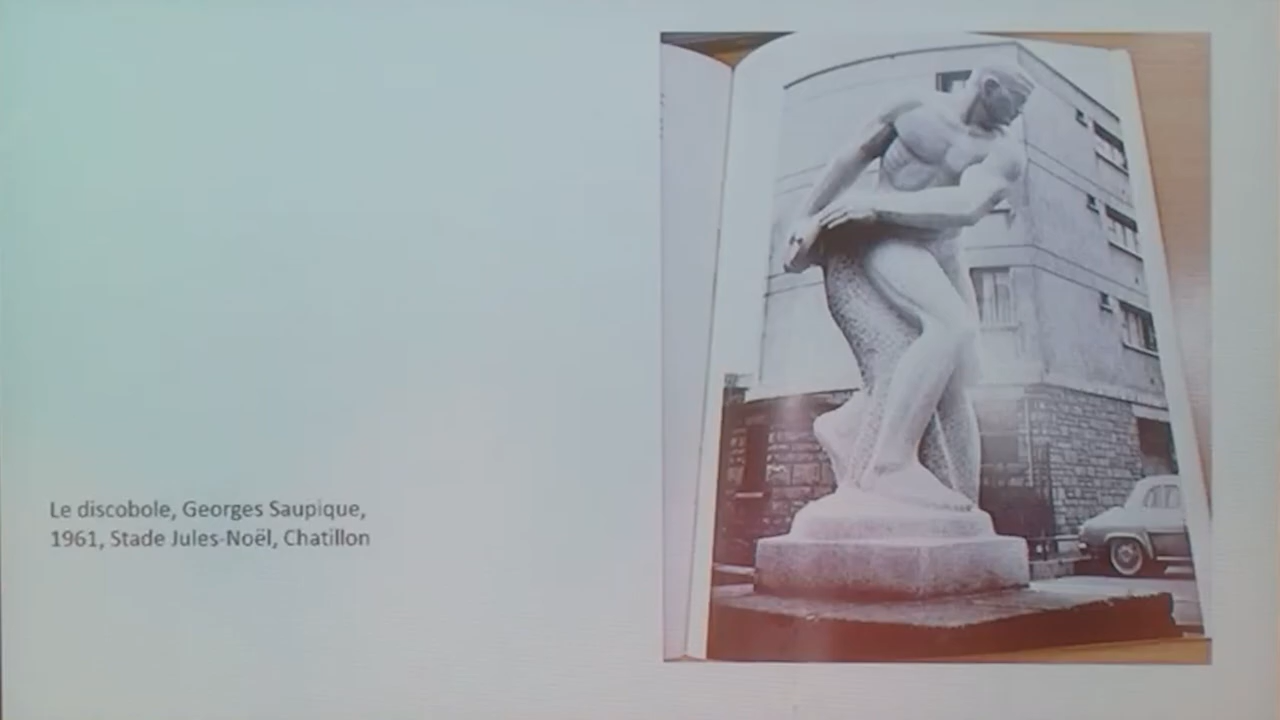 Le discobole, Georges Saupique,
1961, Stade Jules-Noël, Chatillon